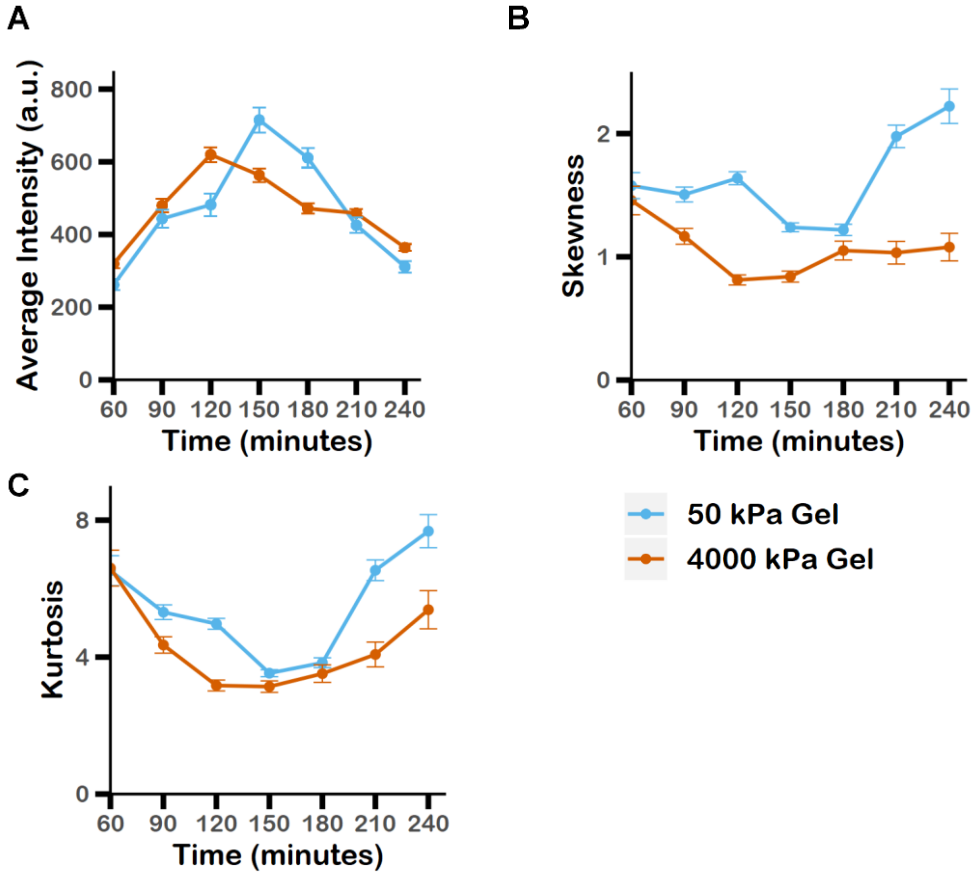 A
Average Intensity (a.u.)
800
600
400
200
0
60 90 120 150 180 210 240
Time (minutes)
B
Skewness
2
1
0
60 90 120 150 180 210 240
Time (minutes)
C
Kurtosis
8
4
0
60 90 120 150 180 210 240
Time (minutes)
50 kPa Gel
4000 kPa Gel